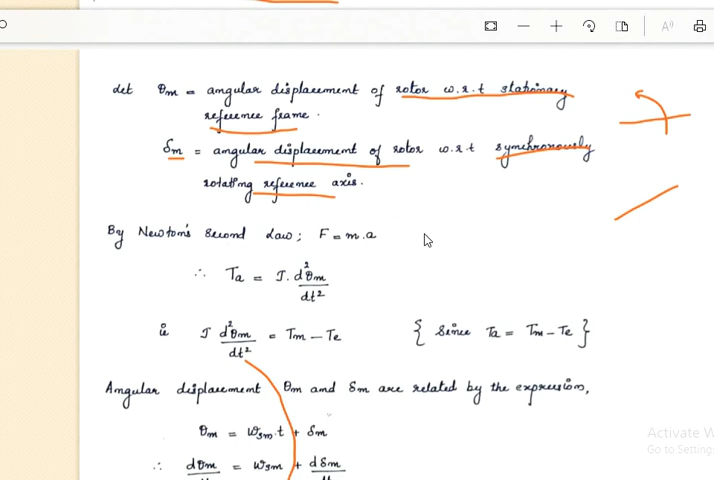 Let θm = angular displacement of rotor w.r.t stationary
reference frame.
δm = angular displacement of rotor w.r.t synchronously
rotating reference axis.
By Newton's Second Law; F = m.a
∴ Ta = J. d²θm/dt²
ie J d²θm/dt² = Tm - Te { Since Ta = Tm - Te }
Angular displacement θm and δm are related by the expression,
θm = ωsm t + δm
∴ dθm = ωsm + dδm
Activate W
Go to Setting